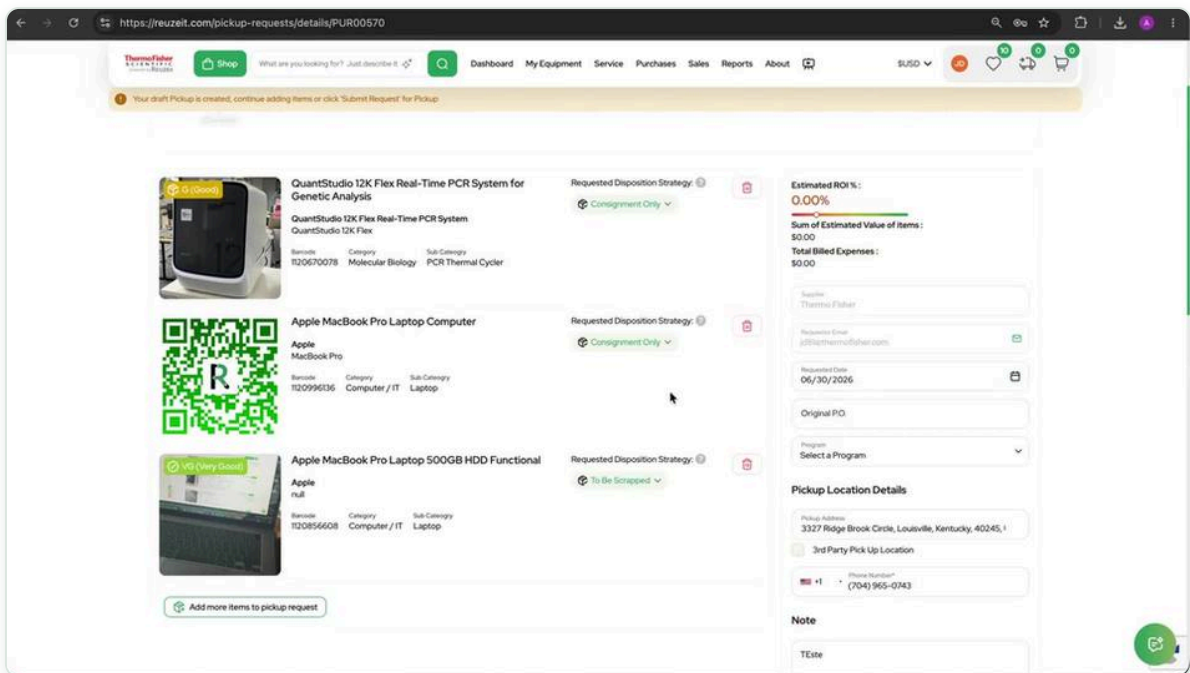 https://reuzeit.com/pickup-requests/details/PUR00570
ThermoFisher
SCIENTIFIC
Shop
What are you looking for? Just describe it
Dashboard My Equipment Service Purchases Sales Reports About
$USD
JD
10
0
0
Your draft Pickup is created, continue adding items or click 'Submit Request' for Pickup
G (Good)
QuantStudio 12K Flex Real-Time PCR System for
Genetic Analysis
QuantStudio 12K Flex Real-Time PCR System
QuantStudio 12K Flex
Barcode Category Sub Category
1120670078 Molecular Biology PCR Thermal Cycler
Requested Disposition Strategy:
Consignment Only
R
Apple MacBook Pro Laptop Computer
Apple
MacBook Pro
Barcode Category Sub Category
1120996136 Computer / IT Laptop
Requested Disposition Strategy:
Consignment Only
VG (Very Good)
Apple MacBook Pro Laptop 500GB HDD Functional
Apple
null
Barcode Category Sub Category
1120856608 Computer / IT Laptop
Requested Disposition Strategy:
To Be Scrapped
Add more items to pickup request
Estimated ROI % :
0.00%
Sum of Estimated Value of items :
$0.00
Total Billed Expenses :
$0.00
Supplier
Thermo Fisher
Requestor Email
Requested Date
06/30/2026
Original P.O.
Program
Select a Program
Pickup Location Details
Pickup Address
3327 Ridge Brook Circle, Louisville, Kentucky, 40245,
3rd Party Pick Up Location
+1
Phone Number*
(704) 965-0743
Note
TEste